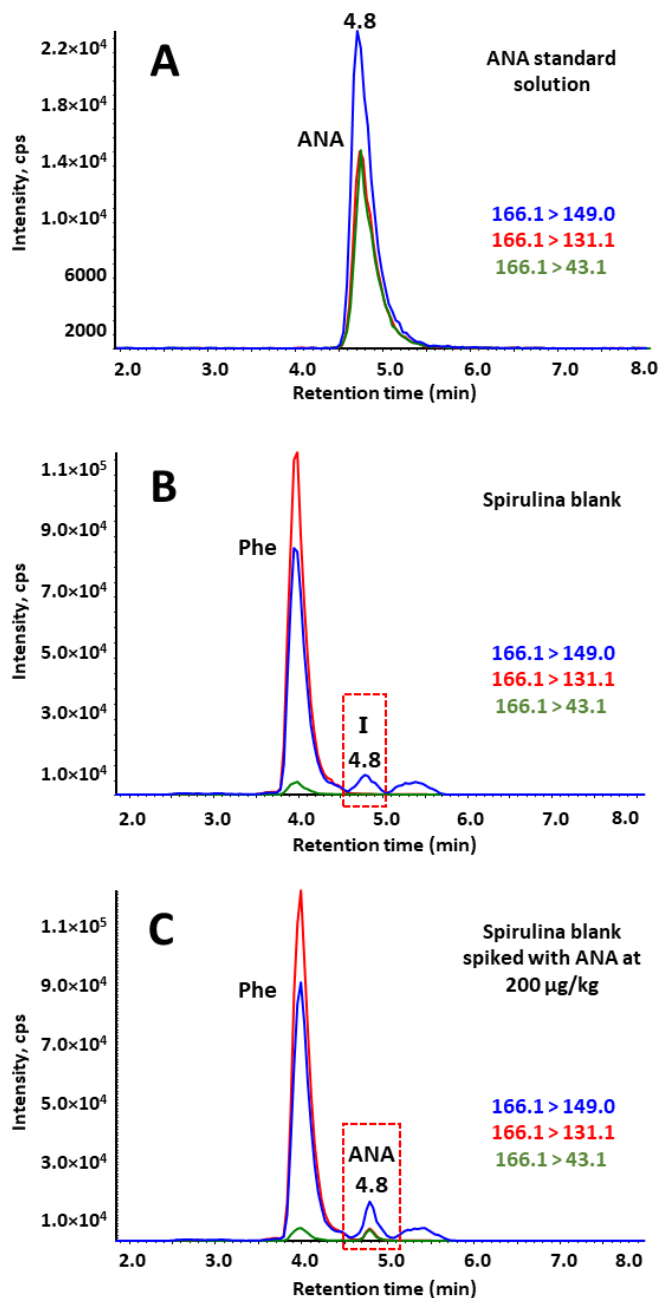 A
4.8
ANA
ANA standard
solution
166.1 > 149.0
166.1 > 131.1
166.1 > 43.1
Intensity, cps
2.2×10⁴
1.8×10⁴
1.4×10⁴
1.0×10⁴
6000
2000
2.0 3.0 4.0 5.0 6.0 7.0 8.0
Retention time (min)
B
Phe
I
4.8
Spirulina blank
166.1 > 149.0
166.1 > 131.1
166.1 > 43.1
Intensity, cps
1.1×10⁵
9.0×10⁴
7.0×10⁴
5.0×10⁴
3.0×10⁴
1.0×10⁴
2.0 3.0 4.0 5.0 6.0 7.0 8.0
Retention time (min)
C
Phe
ANA
4.8
Spirulina blank
spiked with ANA at
200 µg/kg
166.1 > 149.0
166.1 > 131.1
166.1 > 43.1
Intensity, cps
1.1×10⁵
9.0×10⁴
7.0×10⁴
5.0×10⁴
3.0×10⁴
1.0×10⁴
2.0 3.0 4.0 5.0 6.0 7.0 8.0
Retention time (min)